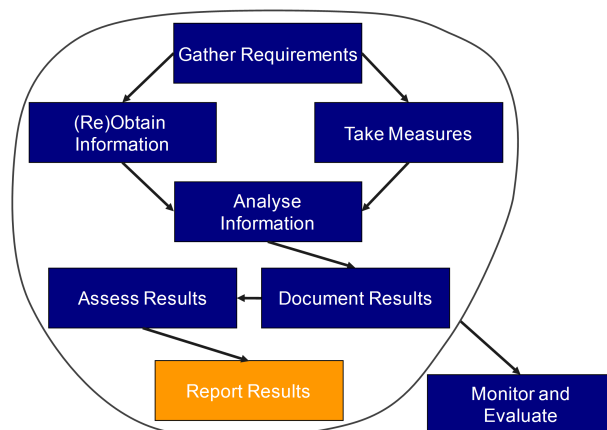 Gather Requirements
(Re)Obtain
Information
Take Measures
Analyse
Information
Assess Results
Document Results
Report Results
Monitor and
Evaluate